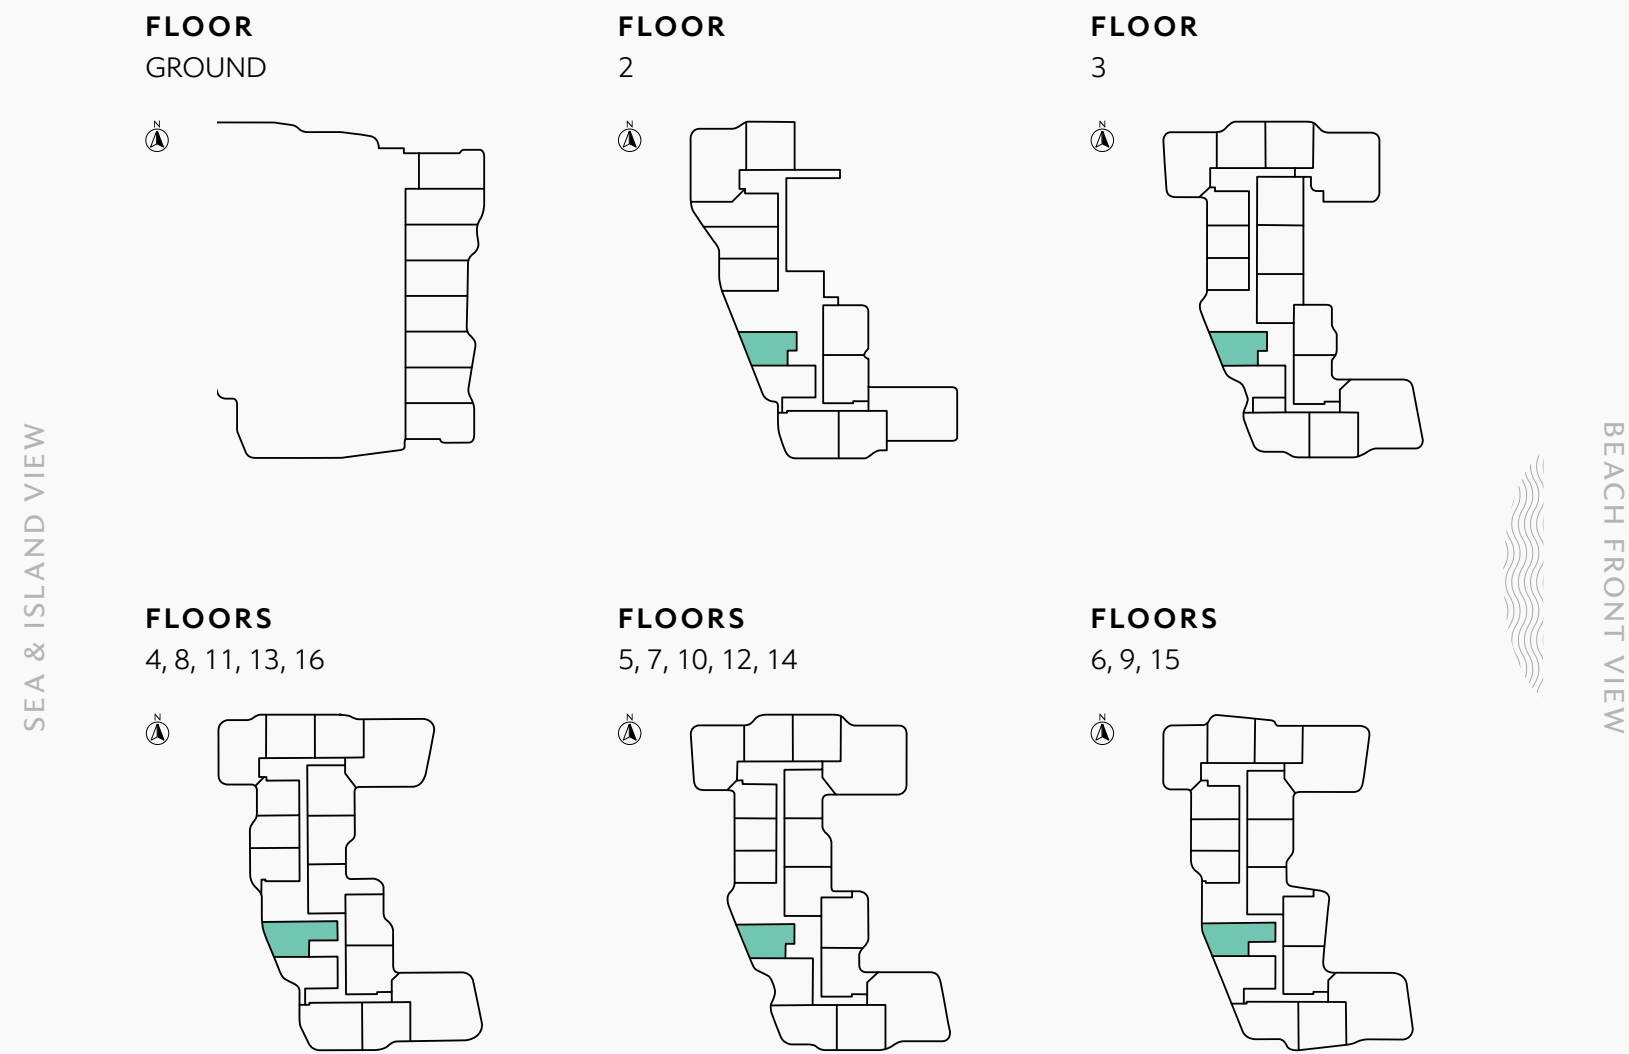 FLOOR
GROUND
FLOOR
2
FLOOR
3
N
N
N
SEA & ISLAND VIEW
BEACH FRONT VIEW
FLOORS
4, 8, 11, 13, 16
FLOORS
5, 7, 10, 12, 14
FLOORS
6, 9, 15
N
N
N